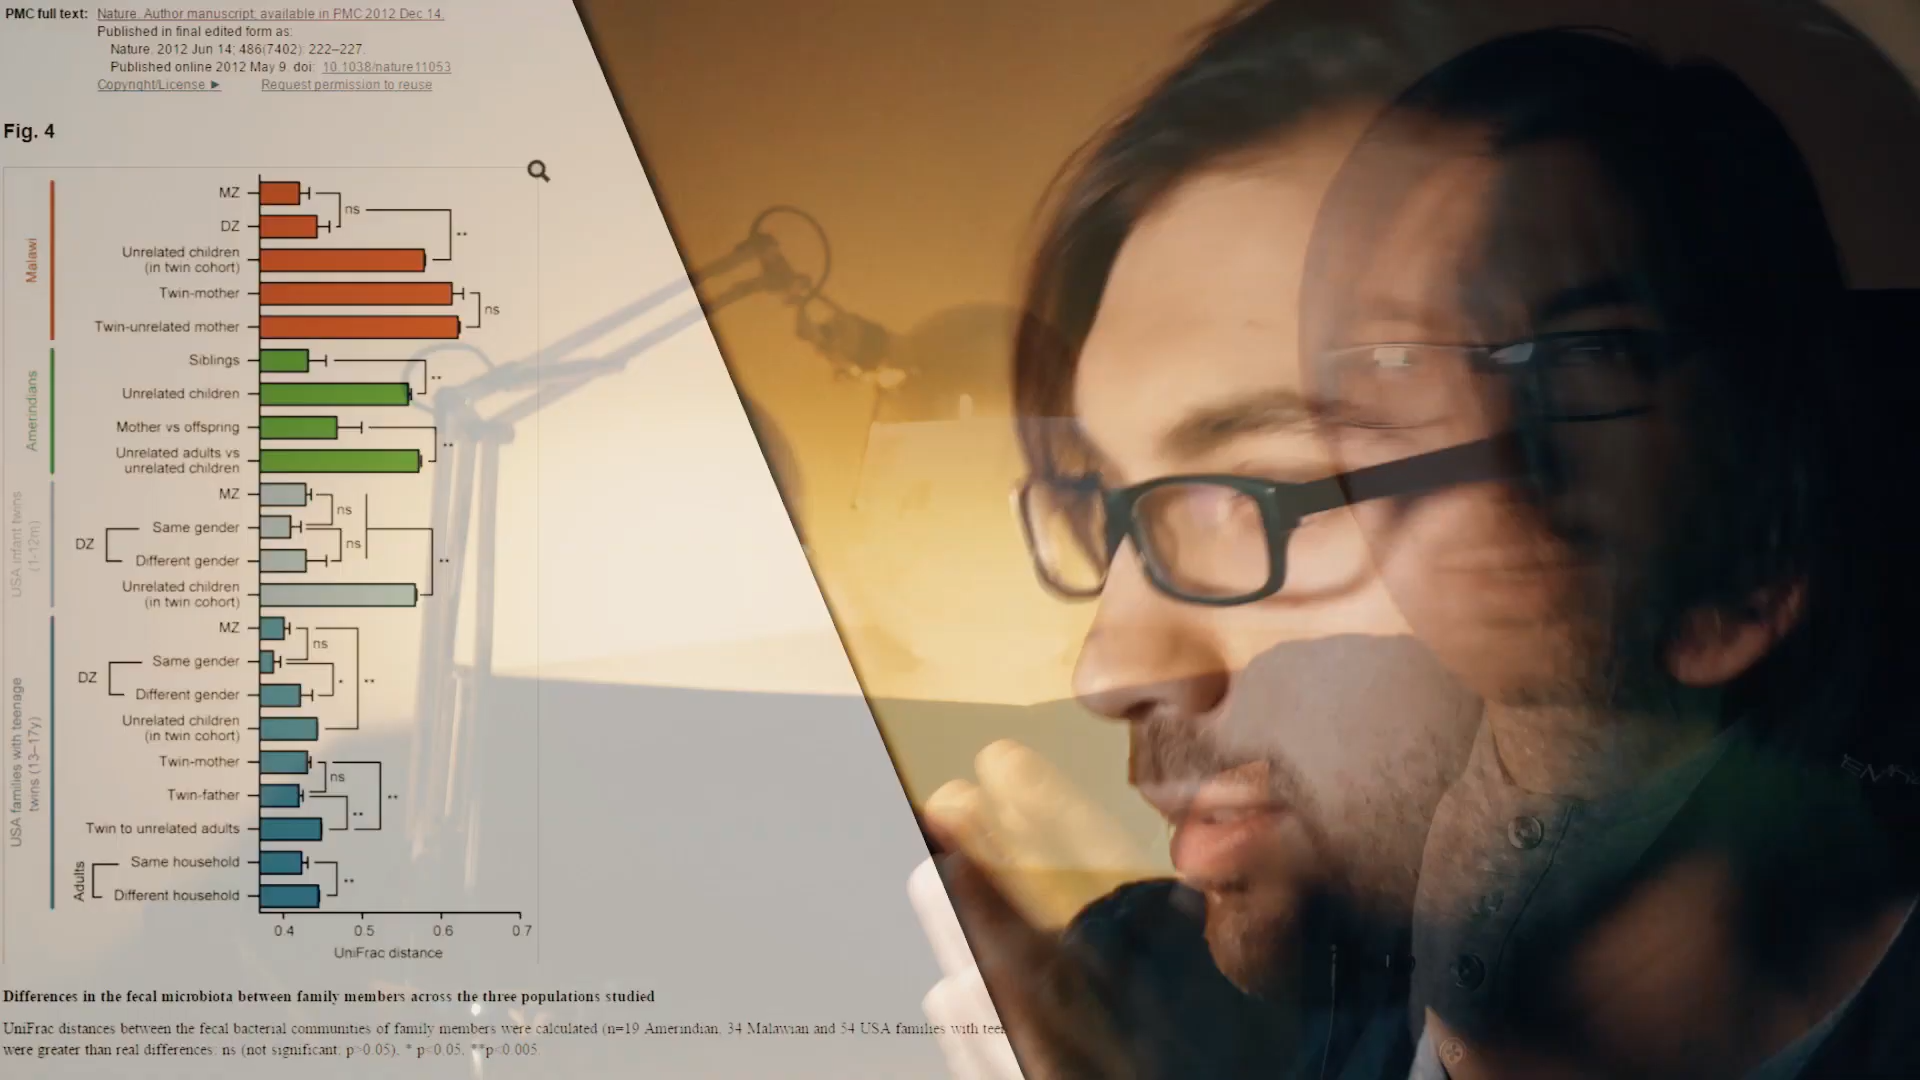 PMC full text: Nature. Author manuscript; available in PMC 2012 Dec 14.
Published in final edited form as:
Nature. 2012 Jun 14; 486(7402): 222–227.
Published online 2012 May 9. doi: 10.1038/nature11053
Copyright/License ► Request permission to reuse
Fig. 4
Malawi
MZ
ns
DZ
**
Unrelated children
(in twin cohort)
Twin-mother
ns
Twin-unrelated mother
Amerindians
Siblings
**
Unrelated children
Mother vs offspring
**
Unrelated adults vs
unrelated children
USA infant twins
(1-12m)
MZ
ns
DZ
Same gender
ns
Different gender
**
Unrelated children
(in twin cohort)
USA families with teenage
twins (13–17y)
MZ
ns
DZ
Same gender
*
**
Different gender
Unrelated children
(in twin cohort)
Twin-mother
ns
Twin-father
**
**
Twin to unrelated adults
Adults
Same household
**
Different household
0.4 0.5 0.6 0.7
UniFrac distance
Differences in the fecal microbiota between family members across the three populations studied
UniFrac distances between the fecal bacterial communities of family members were calculated (n=19 Amerindian, 34 Malawian and 54 USA families with
were greater than real differences: ns (not significant; p>0.05), * p<0.05, **p<0.005.